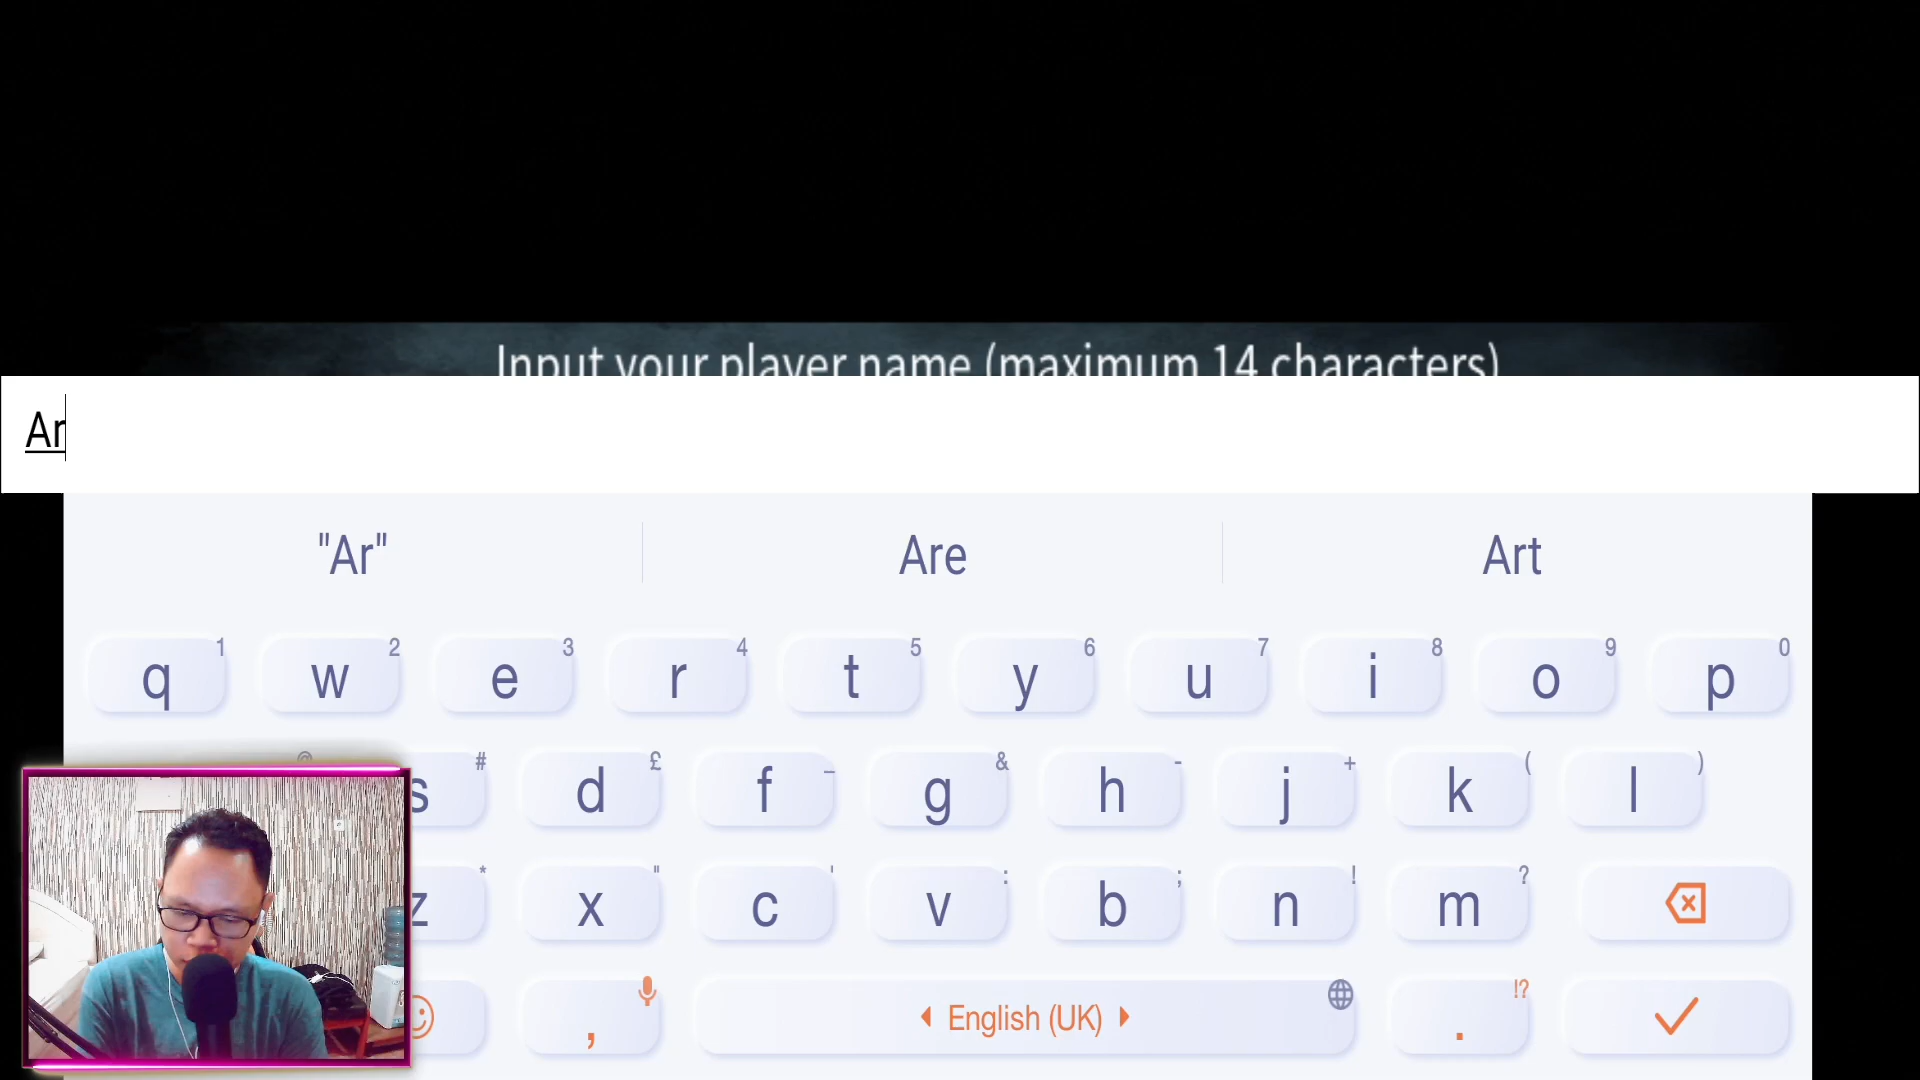 Input your player name (maximum 14 characters)
Ar
"Ar" Are Art
1 2 3 4 5 6 7 8 9 0
q w e r t y u i o p
@ # £ _ & - + ( )
s d f g h j k l
* " ' : ; ! ?
z x c v b n m
, English (UK) . !?